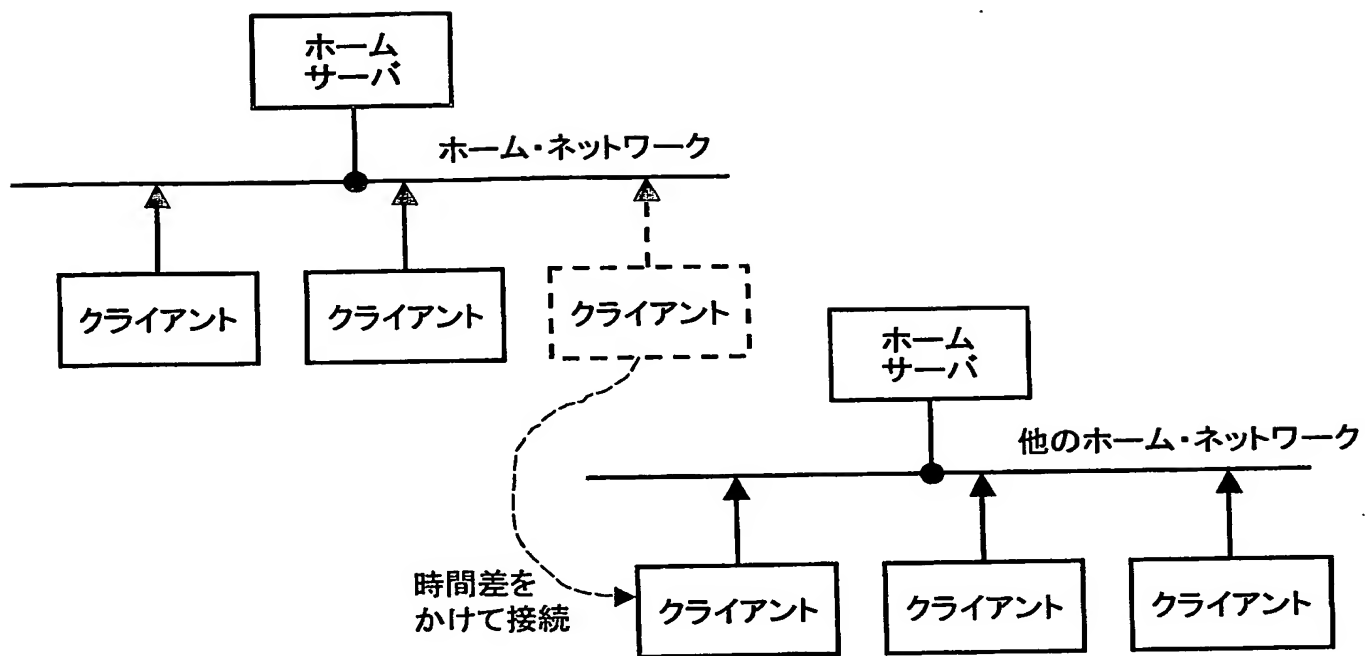 ホーム
サーバ
ホーム・ネットワーク
クライアント
クライアント
クライアント
ホーム
サーバ
他のホーム・ネットワーク
時間差を
かけて接続
クライアント
クライアント
クライアント